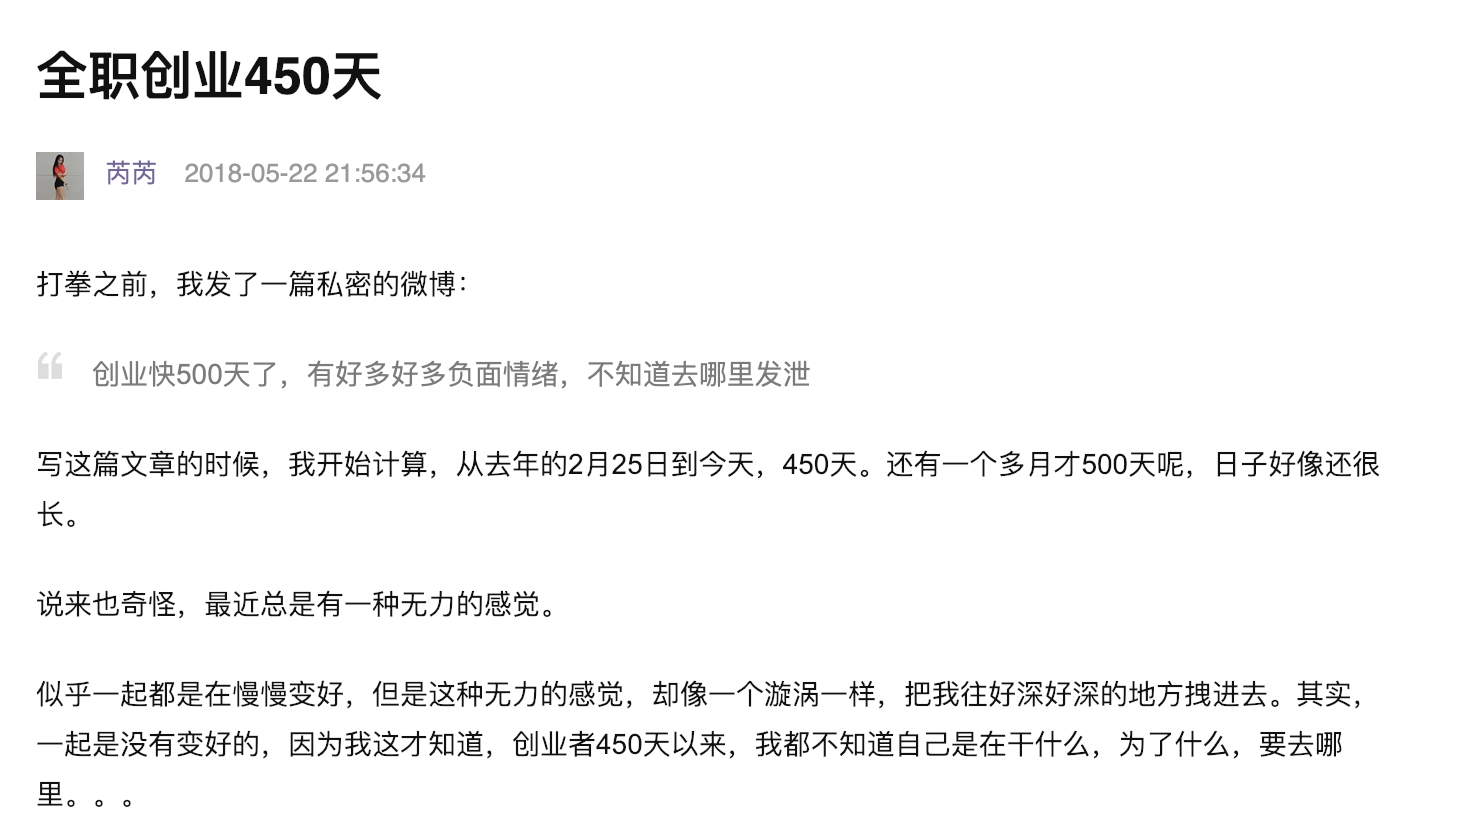 全职创业450天
芮芮 2018-05-22 21:56:34
打拳之前，我发了一篇私密的微博：
“ 创业快500天了，有好多好多负面情绪，不知道去哪里发泄
写这篇文章的时候，我开始计算，从去年的2月25日到今天，450天。还有一个多月才500天呢，日子好像还很
长。
说来也奇怪，最近总是有一种无力的感觉。
似乎一起都是在慢慢变好，但是这种无力的感觉，却像一个漩涡一样，把我往好深好深的地方拽进去。其实，
一起是没有变好的，因为我这才知道，创业者450天以来，我都不知道自己是在干什么，为了什么，要去哪
里。。。